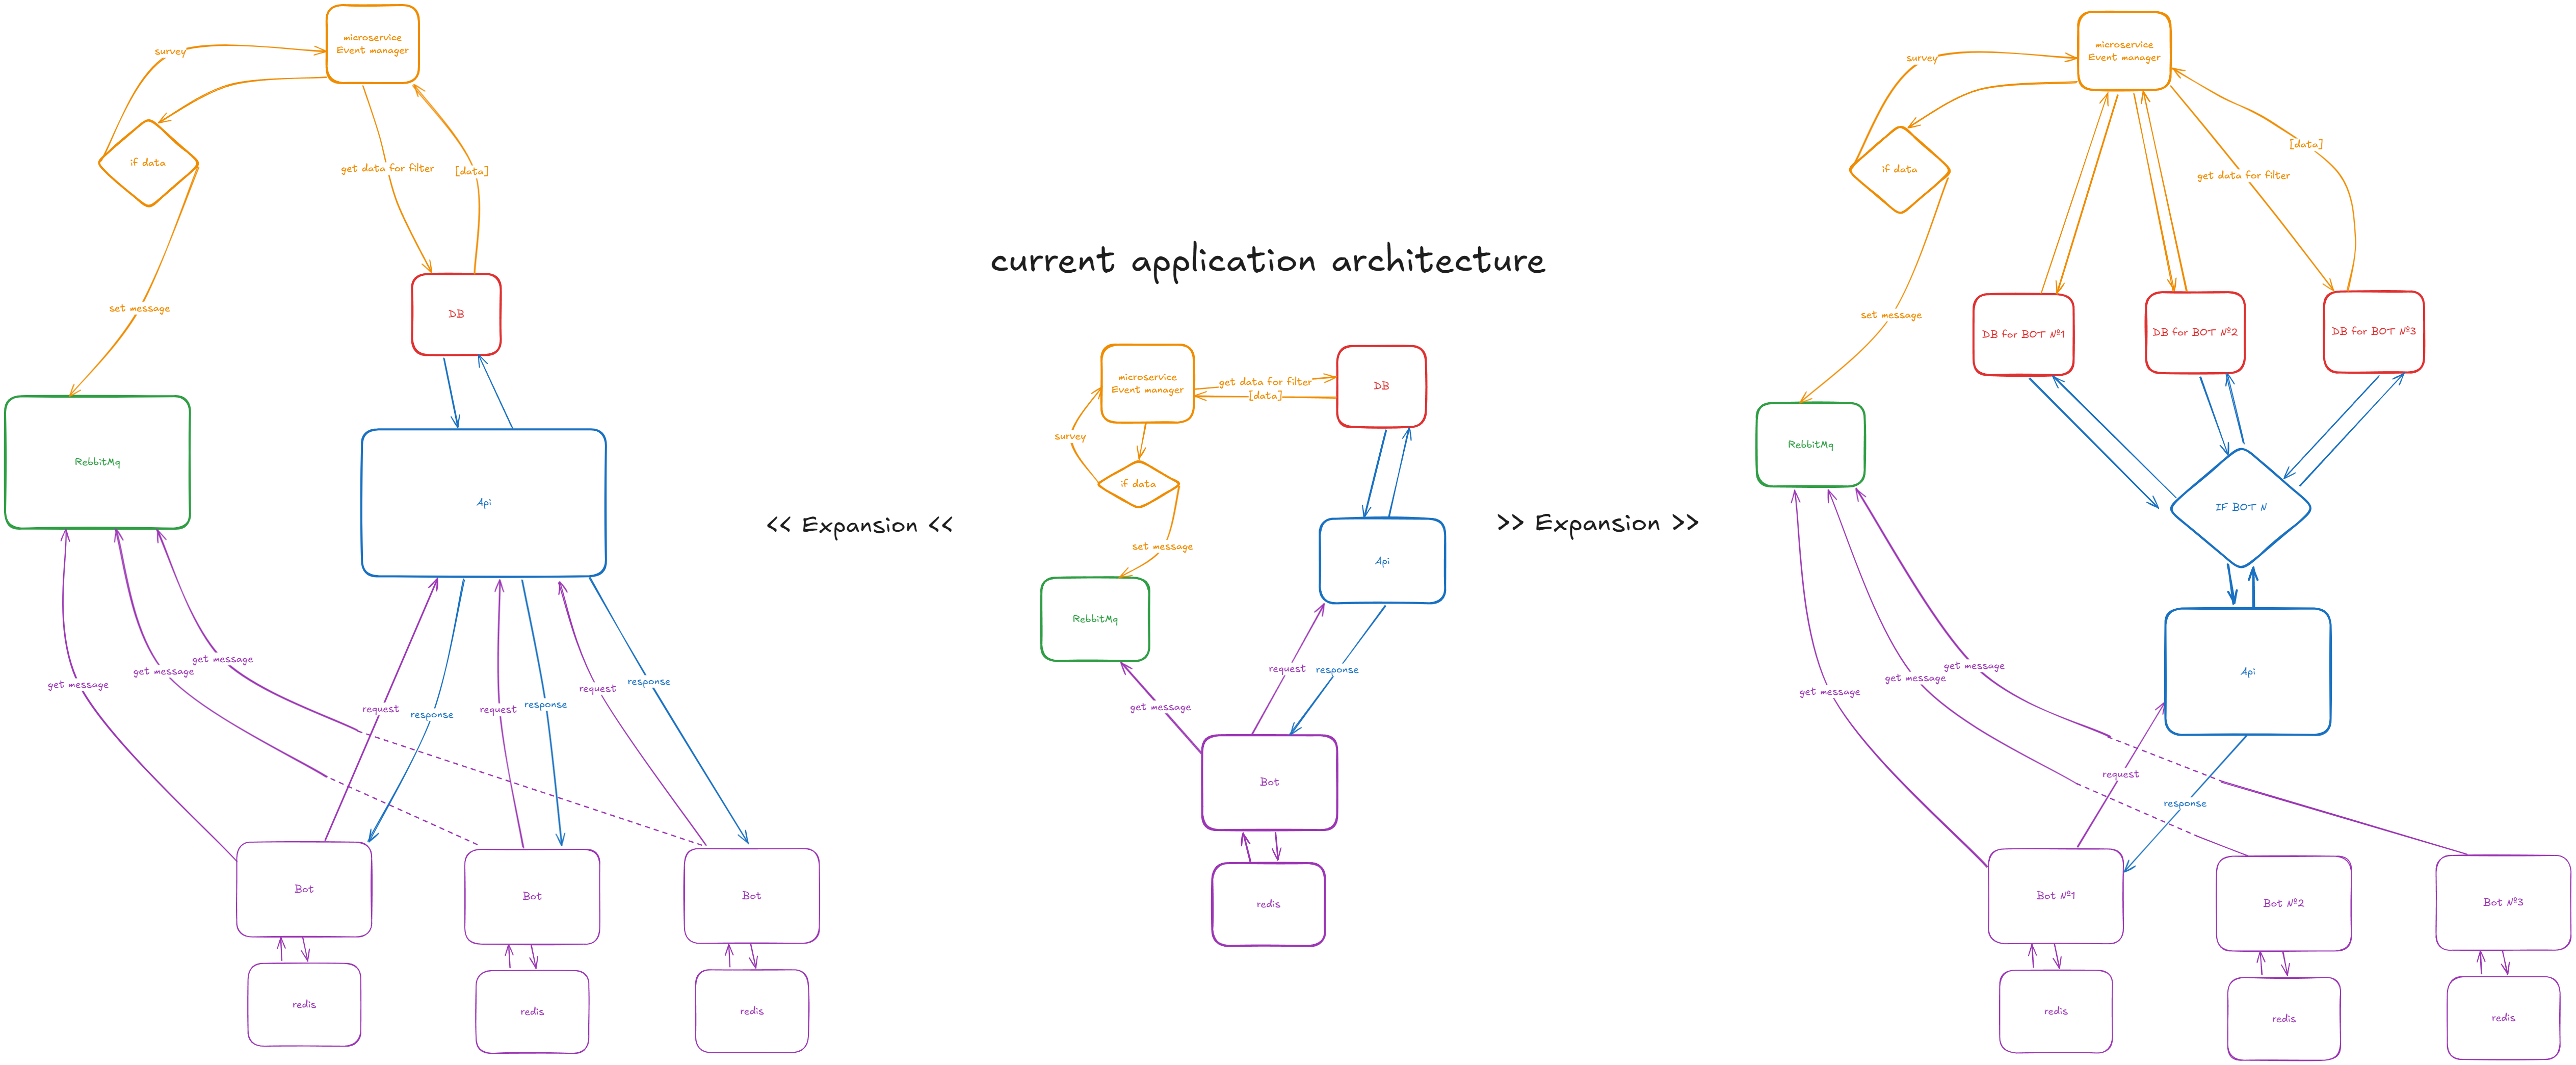 microservice
Event manager
survey
if data
get data for filter
[data]
set message
DB
RebbitMq
Api
get message
get message
get message
request
response
request
response
request
response
Bot
Bot
Bot
redis
redis
redis
<< Expansion <<
current application architecture
microservice
Event manager
get data for filter
[data]
DB
survey
if data
set message
RebbitMq
Api
request
response
get message
Bot
redis
>> Expansion >>
microservice
Event manager
survey
if data
[data]
get data for filter
set message
DB for BOT №1
DB for BOT №2
DB for BOT №3
RebbitMq
IF BOT N
Api
get message
get message
get message
request
response
Bot №1
Bot №2
Bot №3
redis
redis
redis